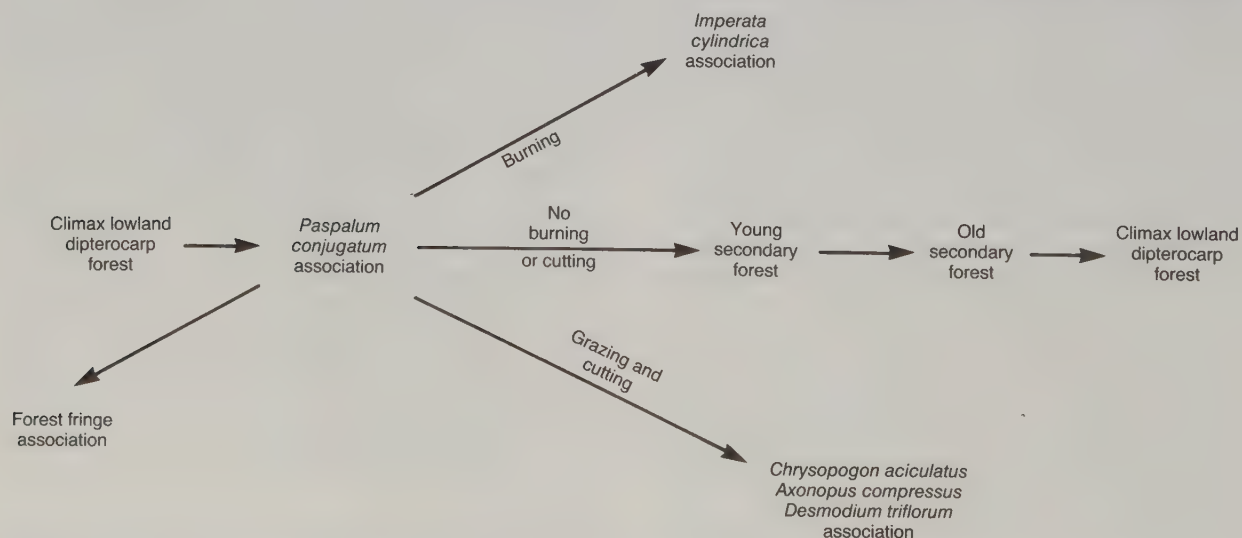 Imperata
cylindrica
association
Burning
Climax lowland
dipterocarp
forest
Paspalum
conjugatum
association
No
burning
or cutting
Young
secondary
forest
Old
secondary
forest
Climax lowland
dipterocarp
forest
Grazing and
cutting
Forest fringe
association
Chrysopogon aciculatus
Axonopus compressus
Desmodium triflorum
association